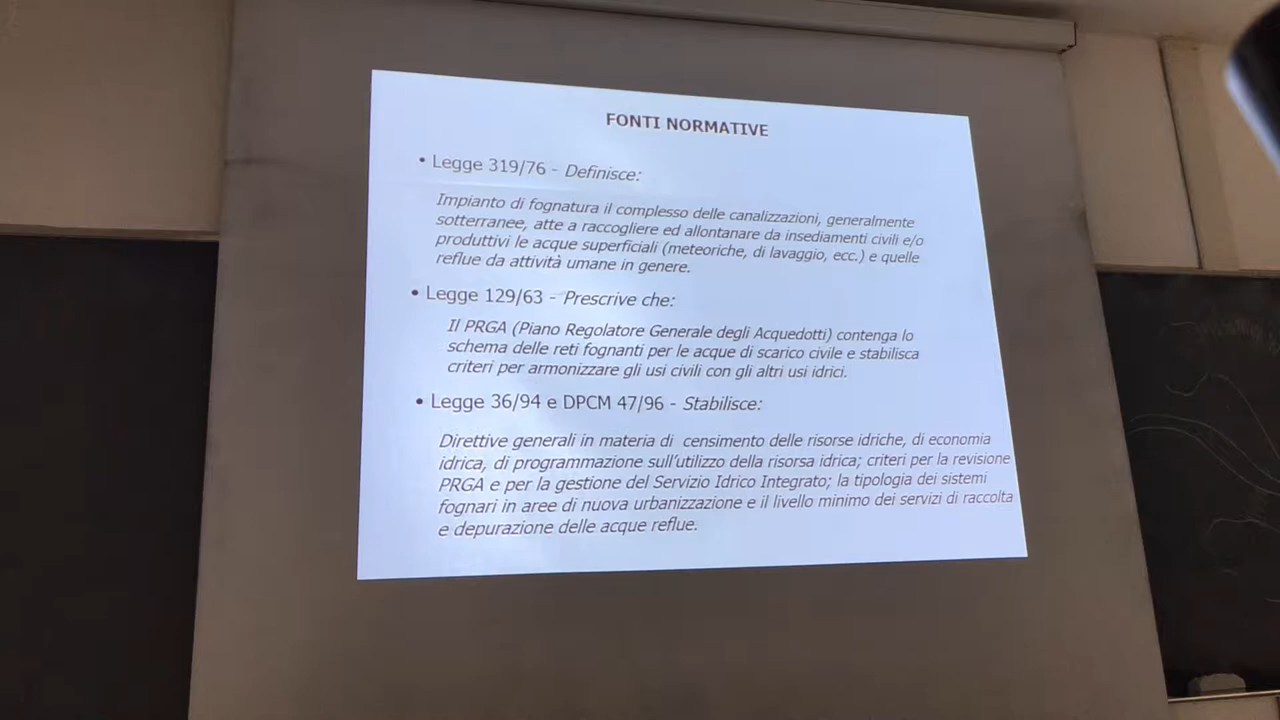 FONTI NORMATIVE
• Legge 319/76 - Definisce:
Impianto di fognatura il complesso delle canalizzazioni, generalmente
sotterranee, atte a raccogliere ed allontanare da insediamenti civili e/o
produttivi le acque superficiali (meteoriche, di lavaggio, ecc.) e quelle
reflue da attività umane in genere.
• Legge 129/63 - Prescrive che:
Il PRGA (Piano Regolatore Generale degli Acquedotti) contenga lo
schema delle reti fognanti per le acque di scarico civile e stabilisca
criteri per armonizzare gli usi civili con gli altri usi idrici.
• Legge 36/94 e DPCM 47/96 - Stabilisce:
Direttive generali in materia di censimento delle risorse idriche, di economia
idrica, di programmazione sull'utilizzo della risorsa idrica; criteri per la revisione
PRGA e per la gestione del Servizio Idrico Integrato; la tipologia dei sistemi
fognari in aree di nuova urbanizzazione e il livello minimo dei servizi di raccolta
e depurazione delle acque reflue.